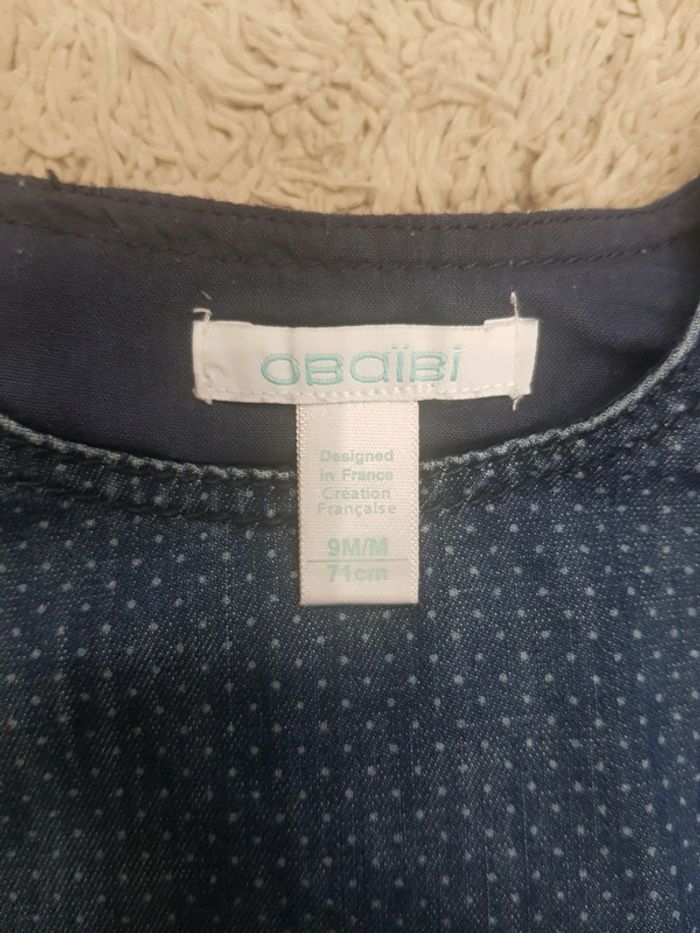 OBaïBi
Designed
in France
Création
Française
9M/M
71cm